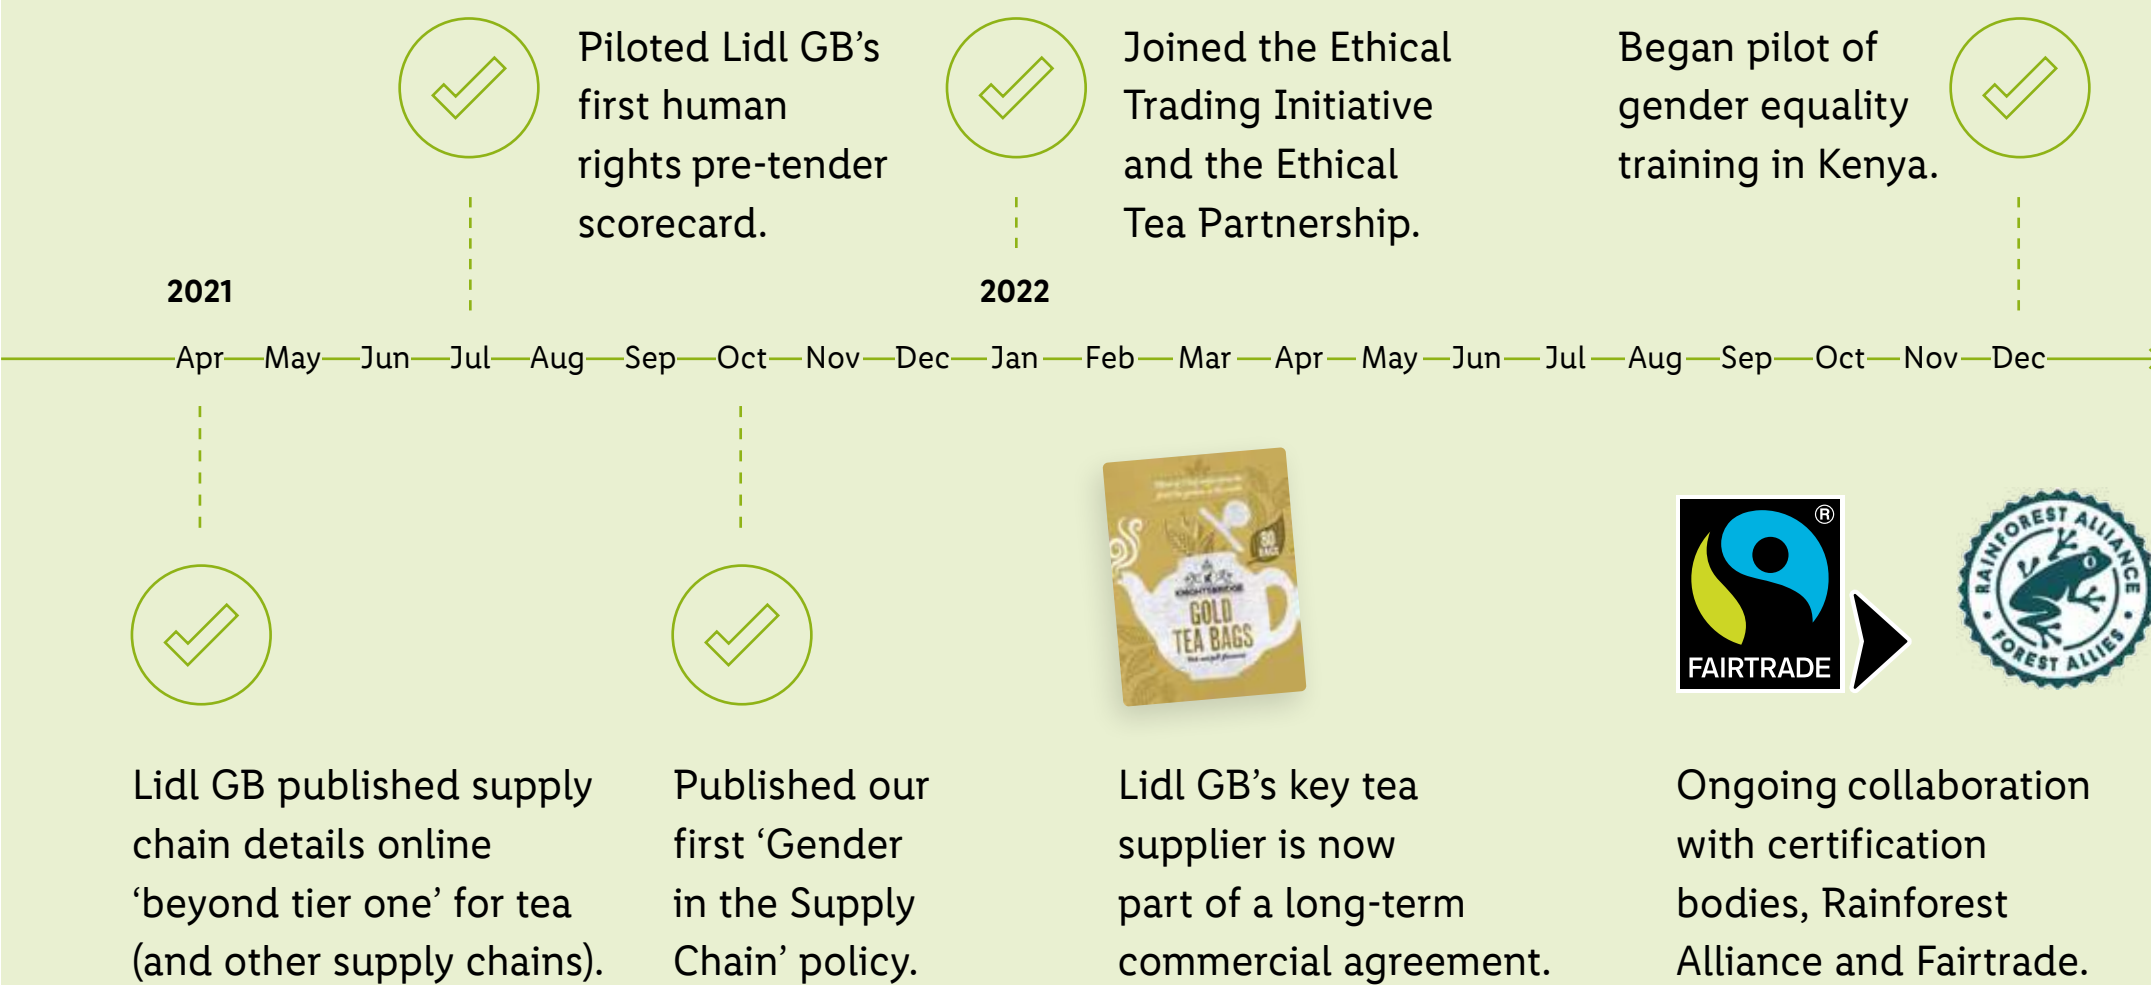 Piloted Lidl GB’s
first human
rights pre-tender
scorecard.
Joined the Ethical
Trading Initiative
and the Ethical
Tea Partnership.
Began pilot of
gender equality
training in Kenya.
2021
2022
Apr May Jun Jul Aug Sep Oct Nov Dec Jan Feb Mar Apr May Jun Jul Aug Sep Oct Nov Dec
80
BAGS
KNIGHTSBRIDGE
GOLD
TEA BAGS
®
FAIRTRADE
RAINFOREST ALLIANCE
FOREST ALLIES
Lidl GB published supply
chain details online
‘beyond tier one’ for tea
(and other supply chains).
Published our
first ‘Gender
in the Supply
Chain’ policy.
Lidl GB’s key tea
supplier is now
part of a long-term
commercial agreement.
Ongoing collaboration
with certification
bodies, Rainforest
Alliance and Fairtrade.